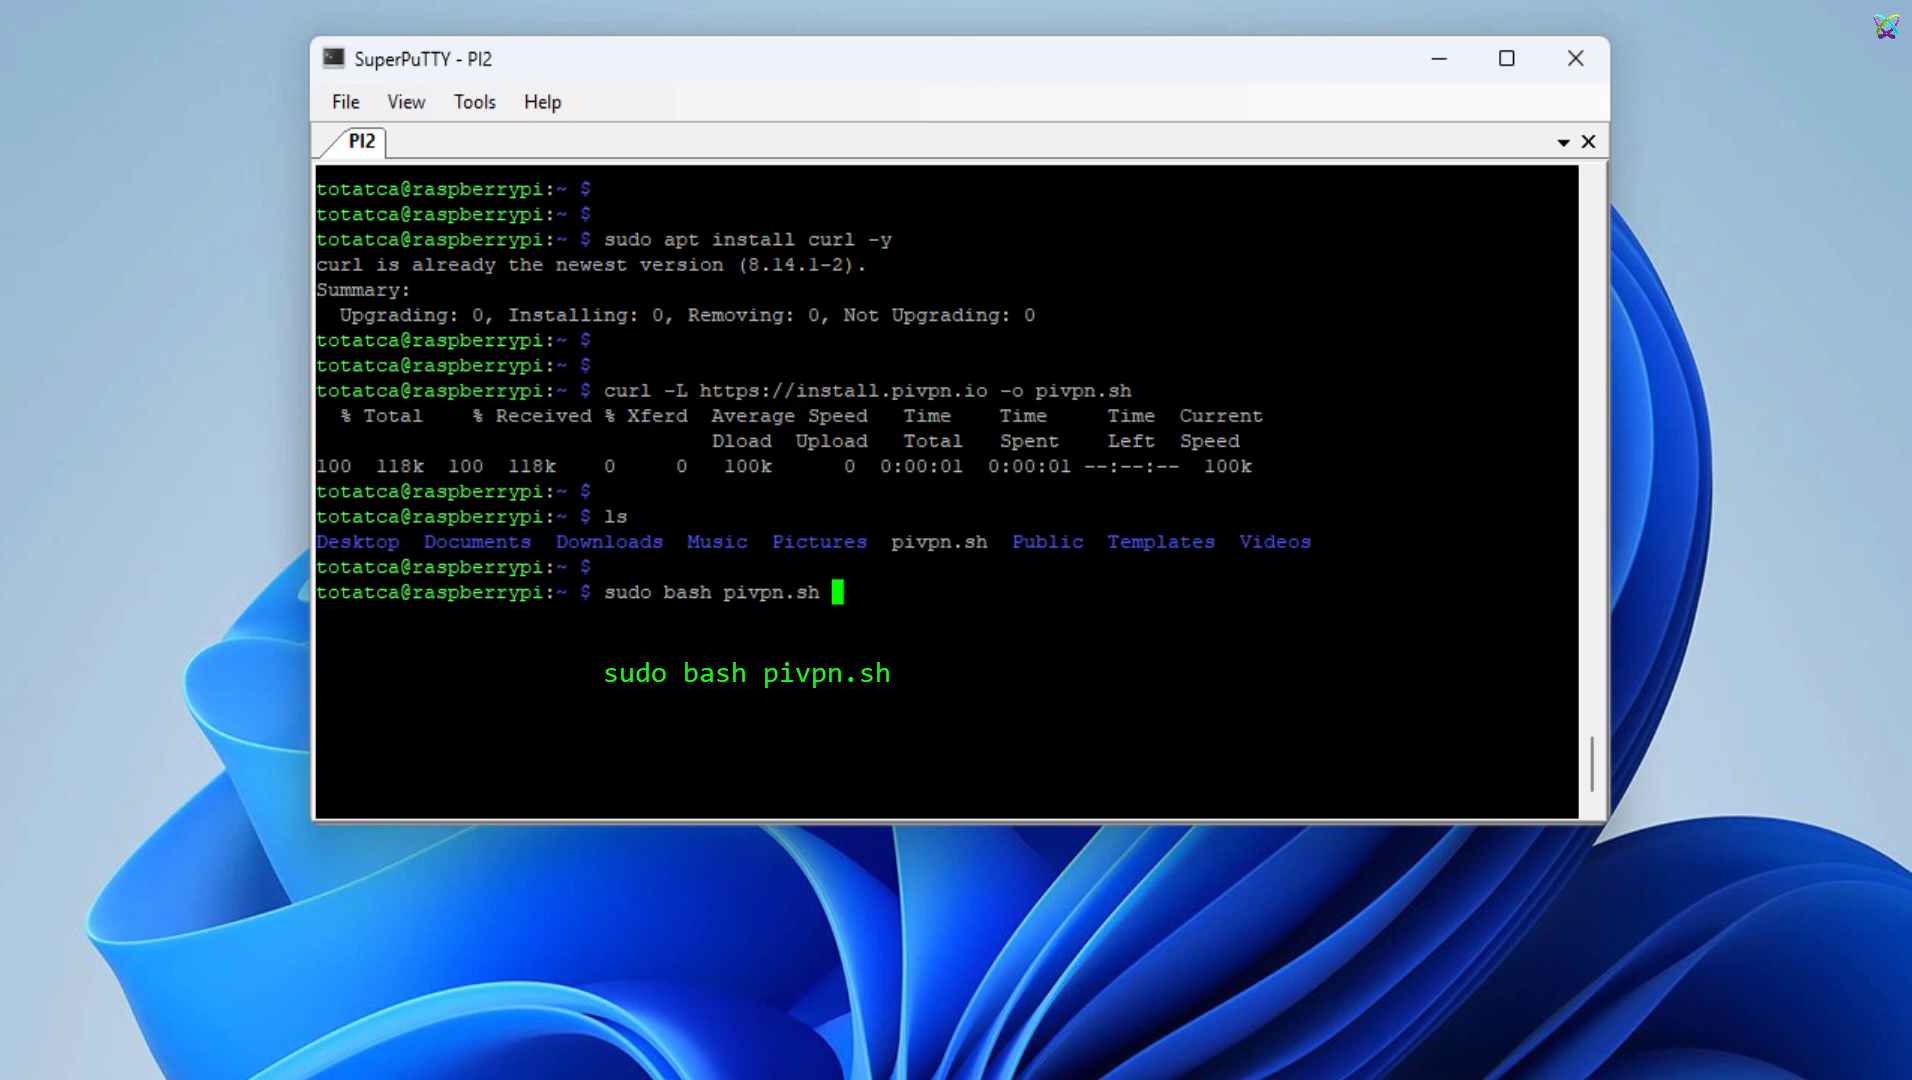 SuperPuTTY - PI2
File View Tools Help
PI2
totatca@raspberrypi:~ $
totatca@raspberrypi:~ $
totatca@raspberrypi:~ $ sudo apt install curl -y
curl is already the newest version (8.14.1-2).
Summary:
  Upgrading: 0, Installing: 0, Removing: 0, Not Upgrading: 0
totatca@raspberrypi:~ $
totatca@raspberrypi:~ $
totatca@raspberrypi:~ $ curl -L https://install.pivpn.io -o pivpn.sh
  % Total    % Received % Xferd  Average Speed   Time    Time     Time  Current
                                 Dload  Upload   Total   Spent    Left  Speed
100  118k  100  118k    0     0   100k      0  0:00:01  0:00:01 --:--:--  100k
totatca@raspberrypi:~ $
totatca@raspberrypi:~ $ ls
Desktop  Documents  Downloads  Music  Pictures  pivpn.sh  Public  Templates  Videos
totatca@raspberrypi:~ $
totatca@raspberrypi:~ $ sudo bash pivpn.sh
sudo bash pivpn.sh